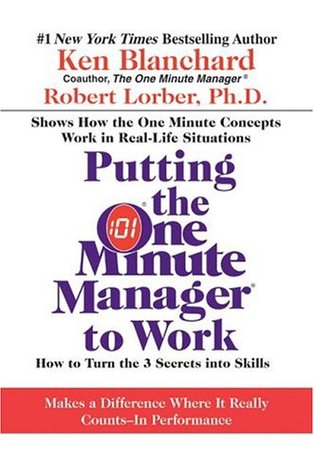 #1 New York Times Bestselling Author
Ken Blanchard
Coauthor, The One Minute Manager®
Robert Lorber, Ph.D.
Shows How the One Minute Concepts
Work in Real-Life Situations
Putting
the
®
101
One
Minute
Manager®
to Work
How to Turn the 3 Secrets into Skills
Makes a Difference Where It Really
Counts–In Performance